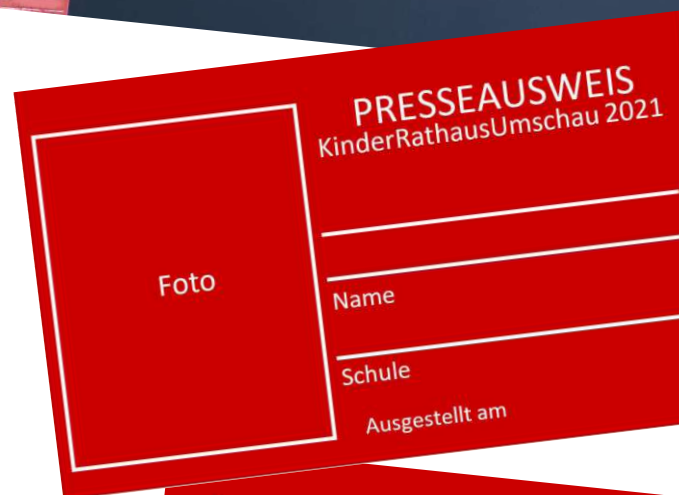 PRESSEAUSWEIS
KinderRathausUmschau 2021
Foto
Name
Schule
Ausgestellt am